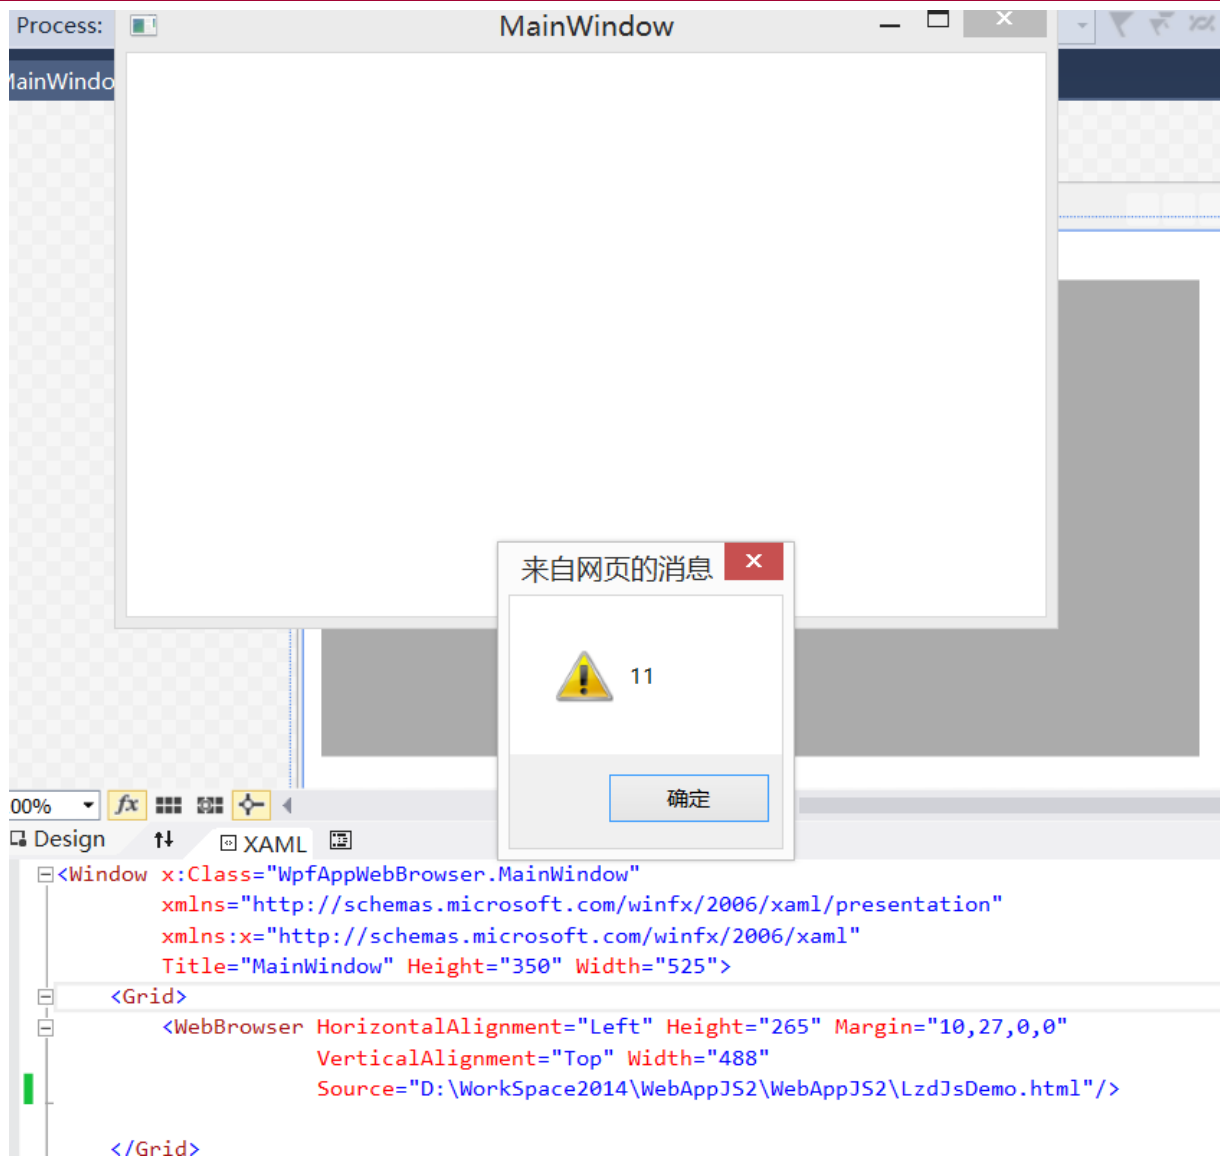 Process:
MainWindow
MainWindo
来自网页的消息
11
确定
00%
fx
Design
XAML
<Window x:Class="WpfAppWebBrowser.MainWindow"
xmlns="http://schemas.microsoft.com/winfx/2006/xaml/presentation"
xmlns:x="http://schemas.microsoft.com/winfx/2006/xaml"
Title="MainWindow" Height="350" Width="525">
<Grid>
<WebBrowser HorizontalAlignment="Left" Height="265" Margin="10,27,0,0"
VerticalAlignment="Top" Width="488"
Source="D:\WorkSpace2014\WebAppJS2\WebAppJS2\LzdJsDemo.html"/>
</Grid>